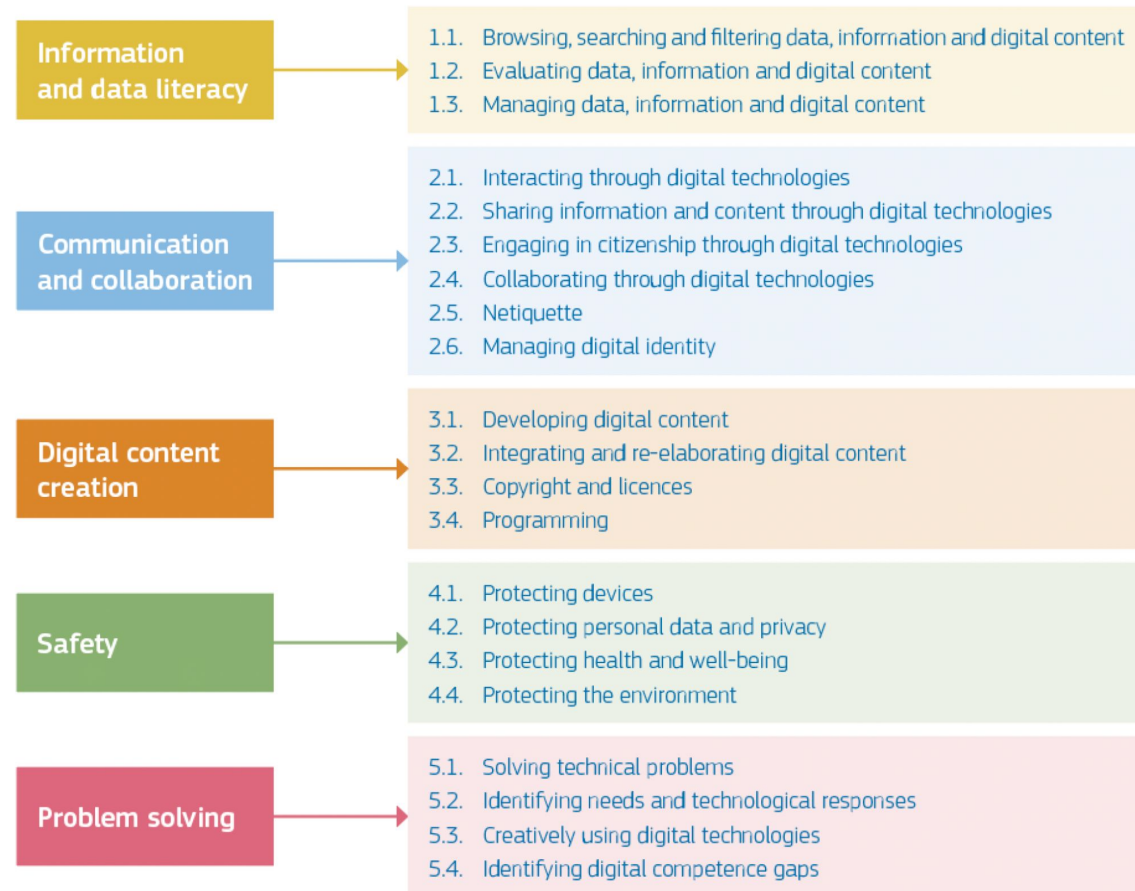 Information
and data literacy
1.1. Browsing, searching and filtering data, information and digital content
1.2. Evaluating data, information and digital content
1.3. Managing data, information and digital content
Communication
and collaboration
2.1. Interacting through digital technologies
2.2. Sharing information and content through digital technologies
2.3. Engaging in citizenship through digital technologies
2.4. Collaborating through digital technologies
2.5. Netiquette
2.6. Managing digital identity
Digital content
creation
3.1. Developing digital content
3.2. Integrating and re-elaborating digital content
3.3. Copyright and licences
3.4. Programming
Safety
4.1. Protecting devices
4.2. Protecting personal data and privacy
4.3. Protecting health and well-being
4.4. Protecting the environment
Problem solving
5.1. Solving technical problems
5.2. Identifying needs and technological responses
5.3. Creatively using digital technologies
5.4. Identifying digital competence gaps